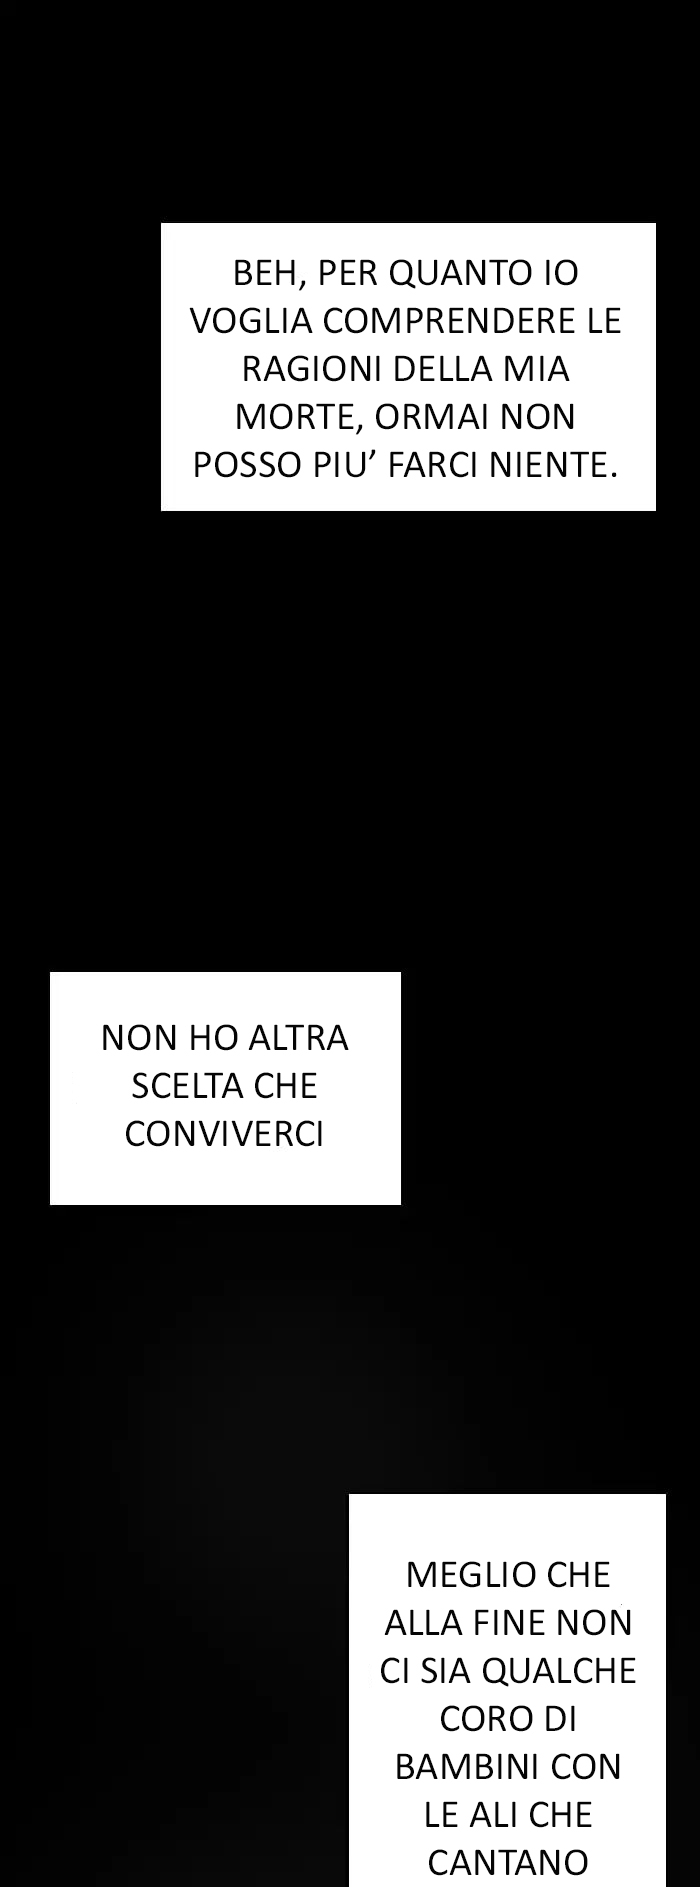 BEH, PER QUANTO IO
VOGLIA COMPRENDERE LE
RAGIONI DELLA MIA
MORTE, ORMAI NON
POSSO PIU’ FARCI NIENTE.
NON HO ALTRA
SCELTA CHE
CONVIVERCI
MEGLIO CHE
ALLA FINE NON
CI SIA QUALCHE
CORO DI
BAMBINI CON
LE ALI CHE
CANTANO